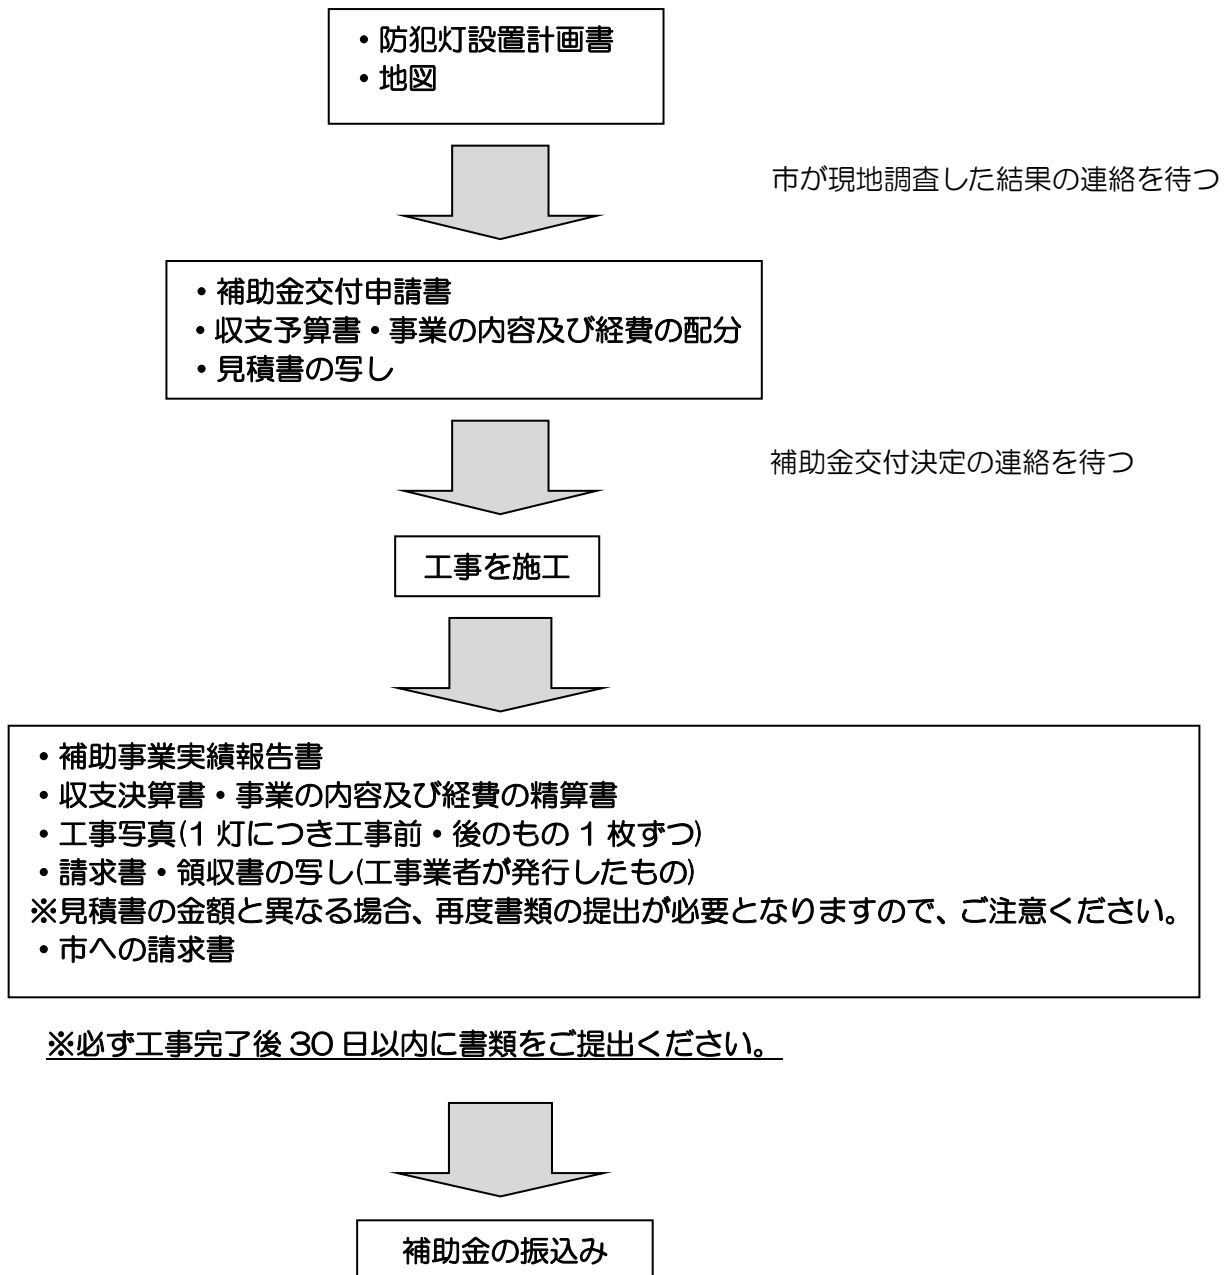 ・防犯灯設置計画書
・地図
市が現地調査した結果の連絡を待つ
・補助金交付申請書
・収支予算書・事業の内容及び経費の配分
・見積書の写し
補助金交付決定の連絡を待つ
工事を施工
・補助事業実績報告書
・収支決算書・事業の内容及び経費の精算書
・工事写真(1 灯につき工事前・後のもの 1 枚ずつ)
・請求書・領収書の写し(工事業者が発行したもの)
※見積書の金額と異なる場合、再度書類の提出が必要となりますので、ご注意ください。
・市への請求書
※必ず工事完了後 30 日以内に書類をご提出ください。
補助金の振込み